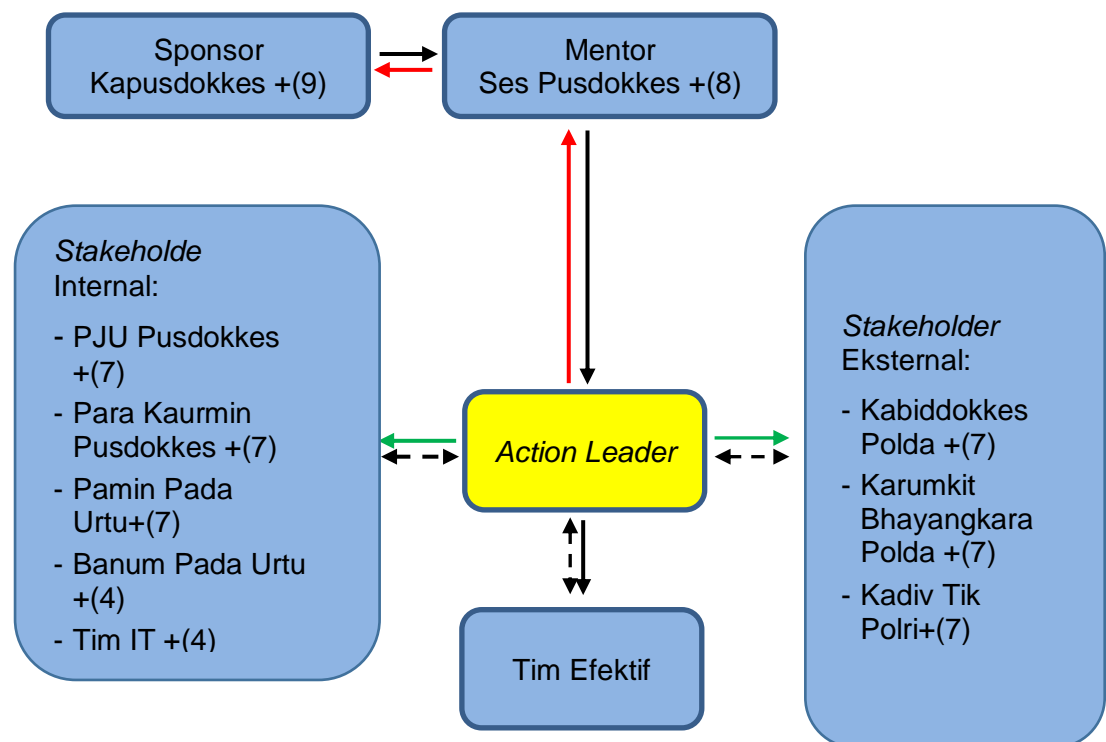 Sponsor
Kapusdokkes +(9)
Mentor
Ses Pusdokkes +(8)
Stakeholde
Internal:
- PJU Pusdokkes
+(7)
- Para Kaurmin
Pusdokkes +(7)
- Pamin Pada
Urtu+(7)
- Banum Pada Urtu
+(4)
- Tim IT +(4)
Action Leader
Tim Efektif
Stakeholder
Eksternal:
- Kabiddokkes
Polda +(7)
- Karumkit
Bhayangkara
Polda +(7)
- Kadiv Tik
Polri+(7)